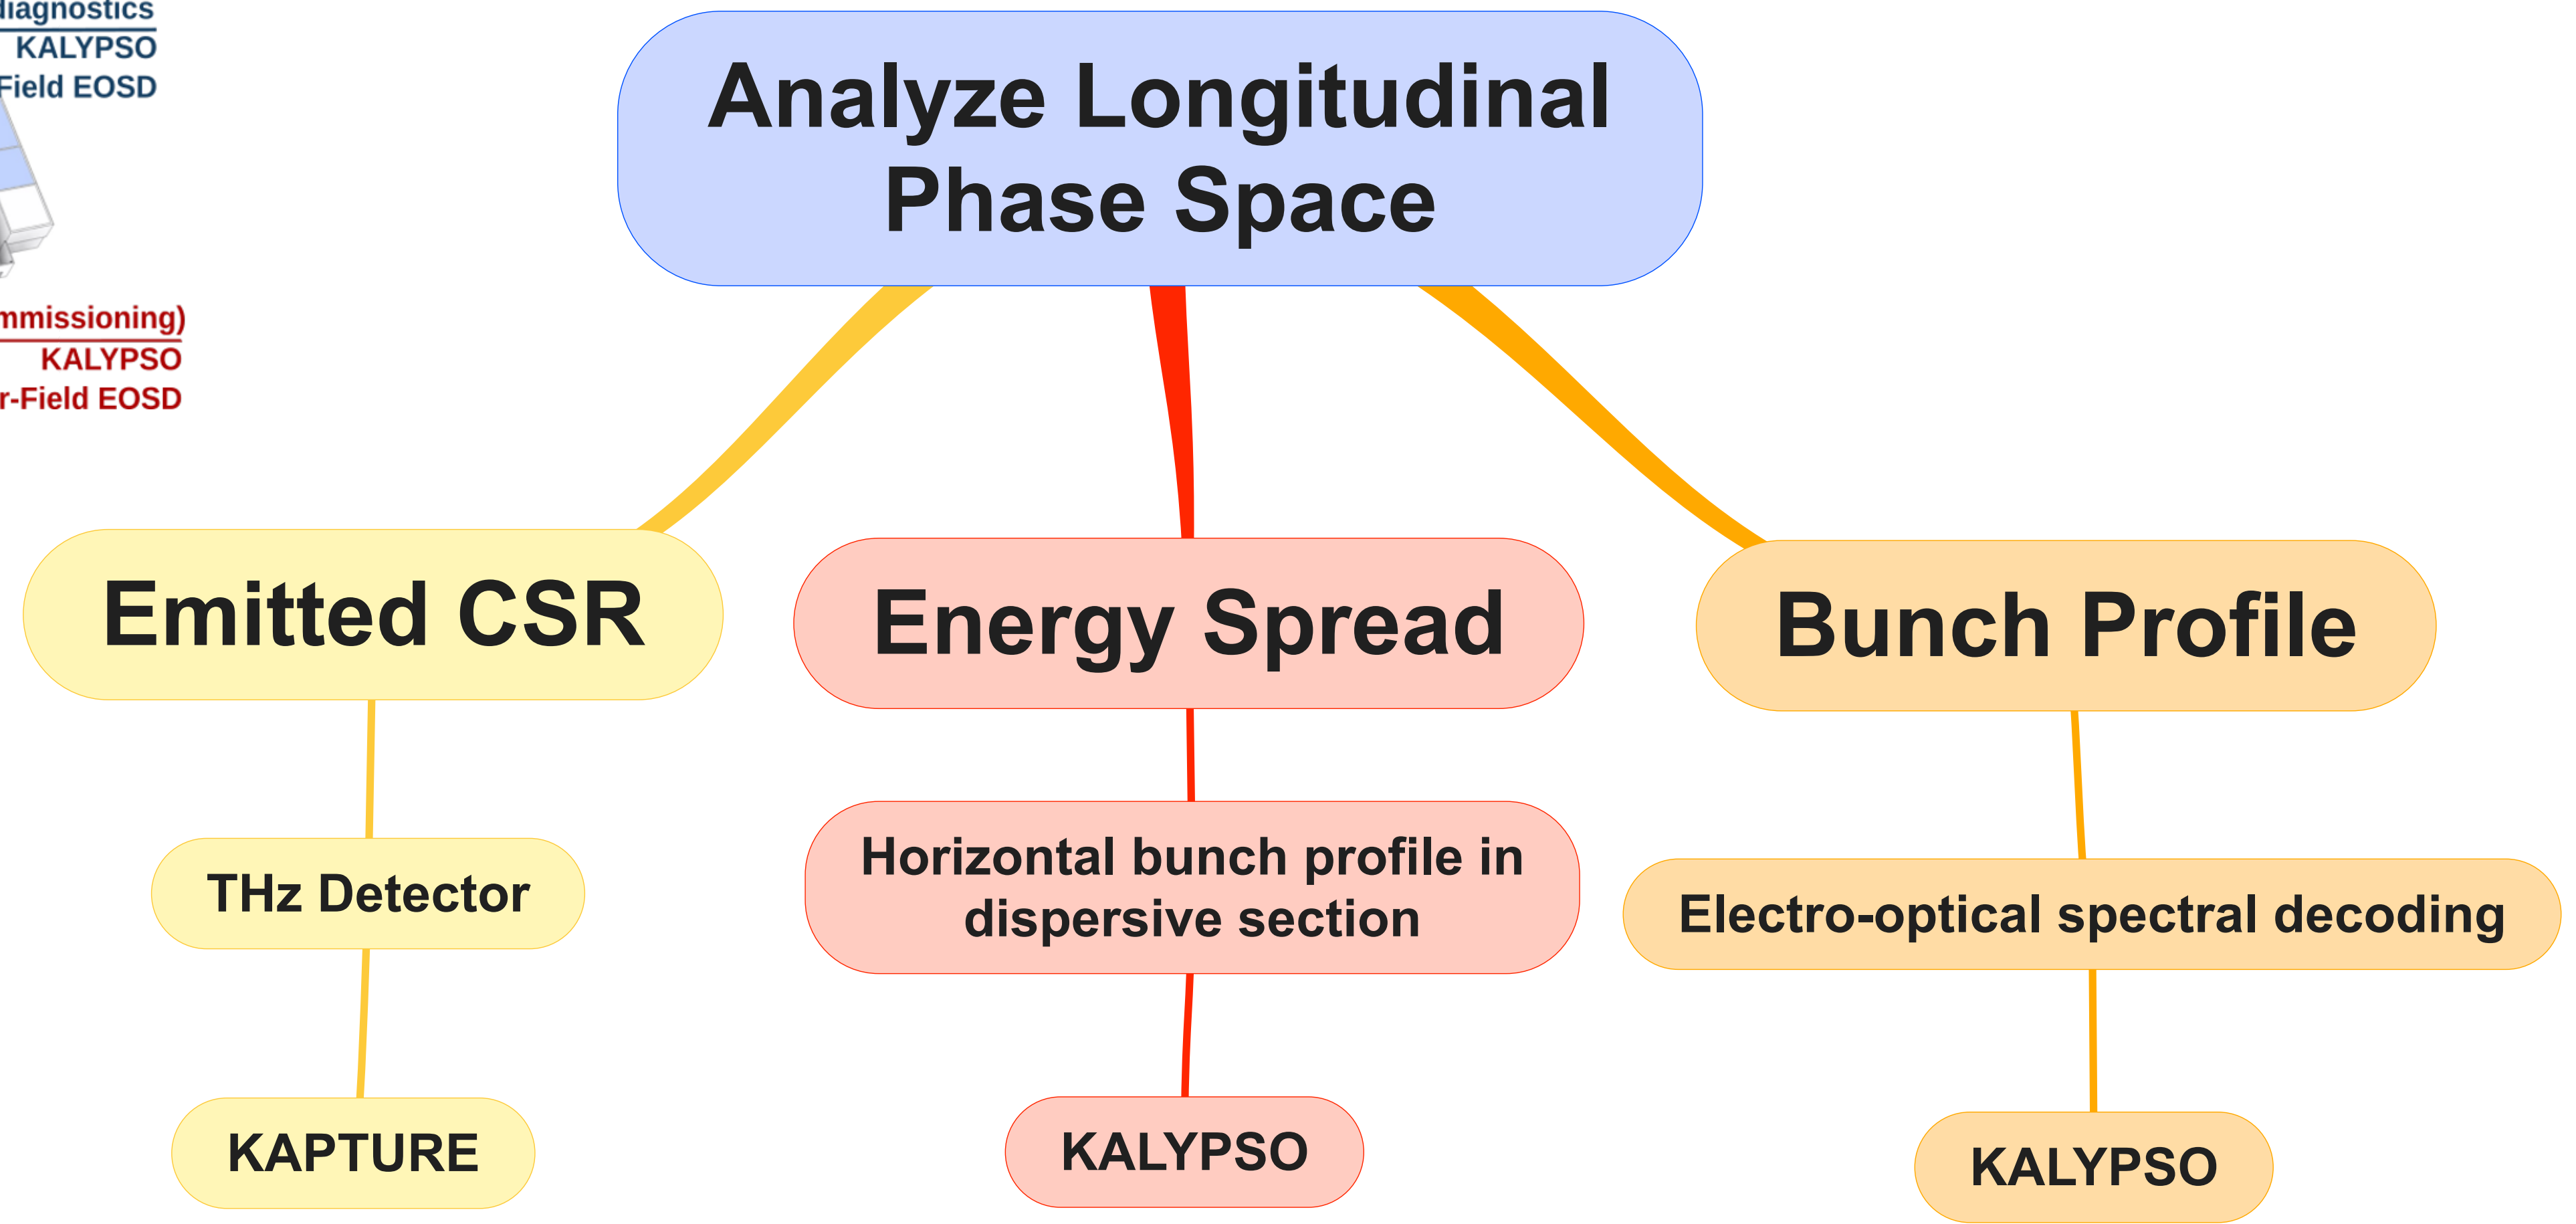 diagnostics
KALYPSO
Field EOSD
Analyze Longitudinal
Phase Space
KALYPSO
r-Field EOSD
Emitted CSR
Energy Spread
Bunch Profile
THz Detector
Horizontal bunch profile in
dispersive section
Electro-optical spectral decoding
KAPTURE
KALYPSO
KALYPSO